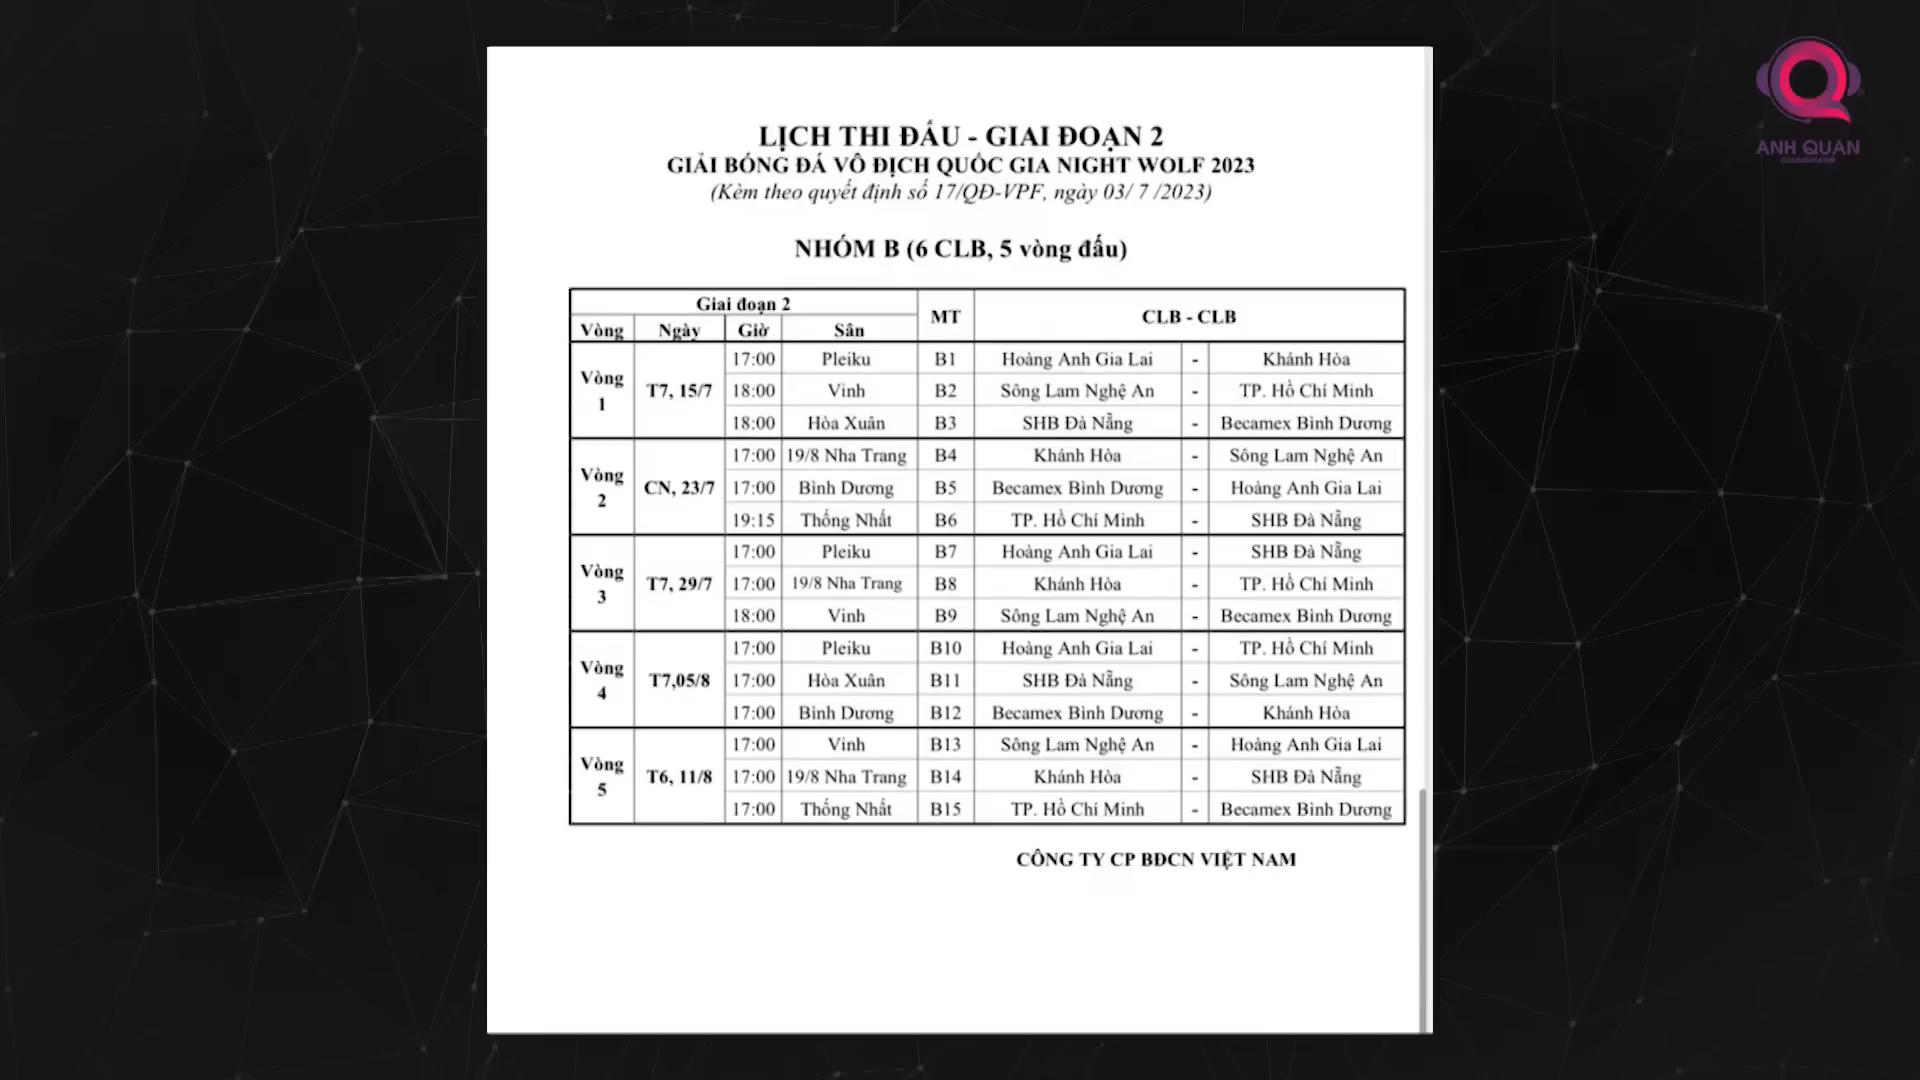 LỊCH THI ĐẤU - GIAI ĐOẠN 2
GIẢI BÓNG ĐÁ VÔ ĐỊCH QUỐC GIA NIGHT WOLF 2023
(Kèm theo quyết định số 17/QĐ-VPF, ngày 03/ 7 /2023)
NHÓM B (6 CLB, 5 vòng đấu)
Giai đoạn 2 MT CLB - CLB
Vòng Ngày Giờ Sân
Vòng 1 T7, 15/7 17:00 Pleiku B1 Hoàng Anh Gia Lai - Khánh Hòa
18:00 Vinh B2 Sông Lam Nghệ An - TP. Hồ Chí Minh
18:00 Hòa Xuân B3 SHB Đà Nẵng - Becamex Bình Dương
Vòng 2 CN, 23/7 17:00 19/8 Nha Trang B4 Khánh Hòa - Sông Lam Nghệ An
17:00 Bình Dương B5 Becamex Bình Dương - Hoàng Anh Gia Lai
19:15 Thống Nhất B6 TP. Hồ Chí Minh - SHB Đà Nẵng
Vòng 3 T7, 29/7 17:00 Pleiku B7 Hoàng Anh Gia Lai - SHB Đà Nẵng
17:00 19/8 Nha Trang B8 Khánh Hòa - TP. Hồ Chí Minh
18:00 Vinh B9 Sông Lam Nghệ An - Becamex Bình Dương
Vòng 4 T7,05/8 17:00 Pleiku B10 Hoàng Anh Gia Lai - TP. Hồ Chí Minh
17:00 Hòa Xuân B11 SHB Đà Nẵng - Sông Lam Nghệ An
17:00 Bình Dương B12 Becamex Bình Dương - Khánh Hòa
Vòng 5 T6, 11/8 17:00 Vinh B13 Sông Lam Nghệ An - Hoàng Anh Gia Lai
17:00 19/8 Nha Trang B14 Khánh Hòa - SHB Đà Nẵng
17:00 Thống Nhất B15 TP. Hồ Chí Minh - Becamex Bình Dương
CÔNG TY CP BĐCN VIỆT NAM
ANH QUAN
COMMENTATOR